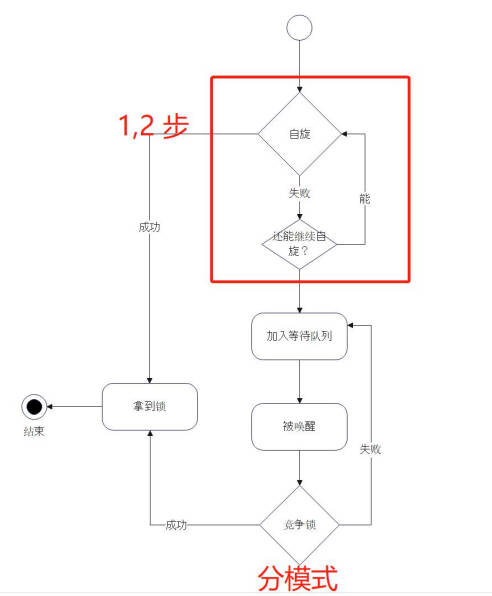 1,2 步
自旋
失败
能
成功
还能继续自
旋？
加入等待队列
拿到锁
被唤醒
结束
失败
成功
竞争锁
分模式